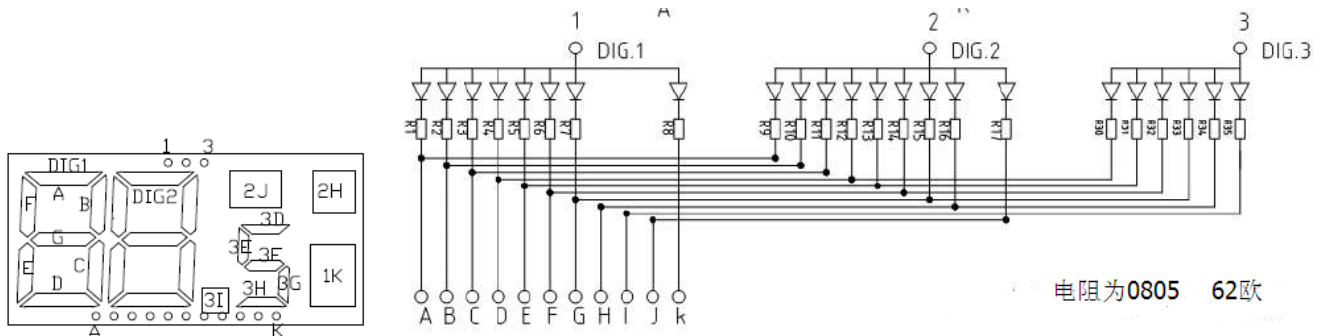 1 3
DIG1
A
F
B
DIG2
2J
2H
G
3D
3E
3F
E
C
D
3H
3G
3I
1K
A
K
1
2
3
DIG.1
DIG.2
DIG.3
R1 R2 R3 R4 R5 R6 R7 R8
R9 R10 R11 R12 R13 R14 R15 R16 R17
R30 R31 R32 R33 R34 R35
A B C D E F G H I J k
电阻为0805 62欧